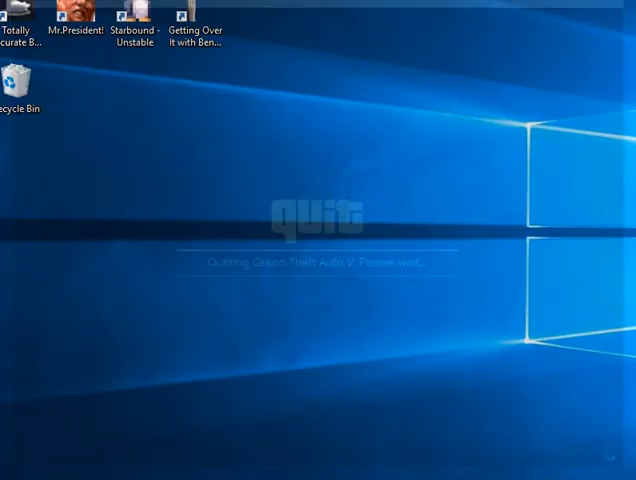 Totally
ccurate B...
Mr.President!
Starbound -
Unstable
Getting Over
It with Ben...
ecycle Bin
quit
Quitting Grand Theft Auto V. Please wait...